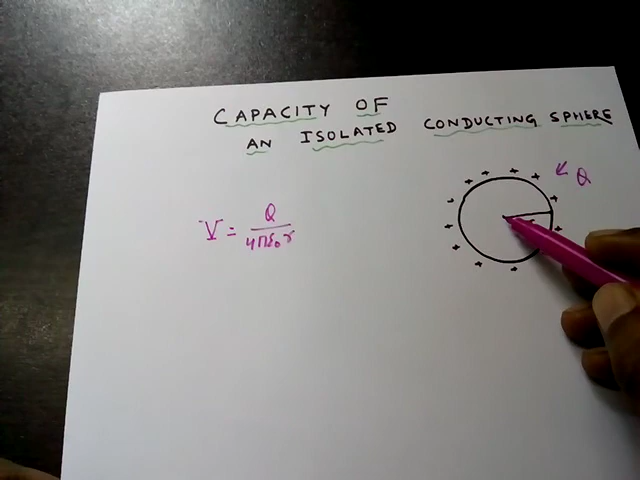 CAPACITY OF
AN ISOLATED CONDUCTING SPHERE
Q
V = Q / 4πε₀r
r